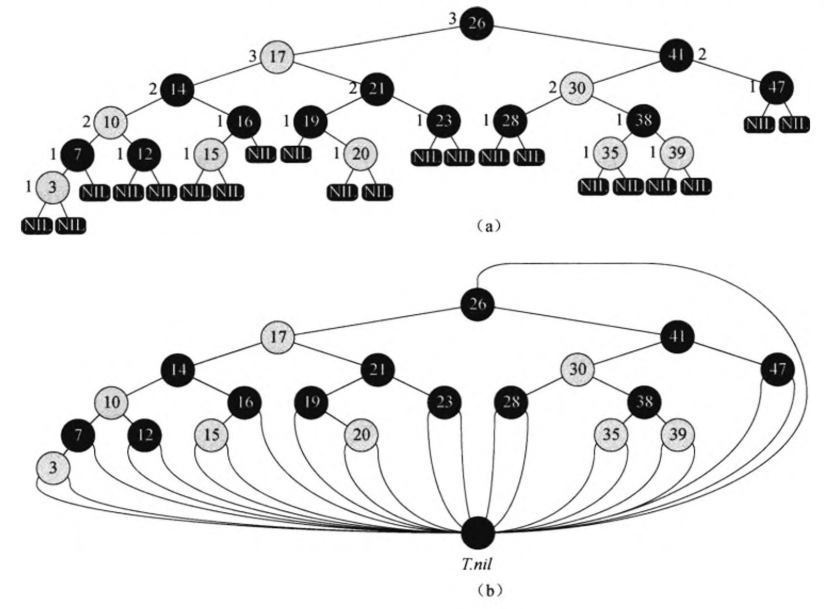 3 26
3 17 41 2
2 14 2 21 2 30 1 47
2 10 1 16 1 19 1 23 1 28 1 38 NIL NIL
1 7 1 12 1 15 NIL NIL 1 20 NIL NIL NIL NIL 1 35 1 39
1 3 NIL NIL NIL NIL NIL NIL NIL NIL NIL NIL NIL
NIL NIL
(a)
26
17 41
14 21 30 47
10 16 19 23 28 38
7 12 15 20 35 39
3
T.nil
(b)